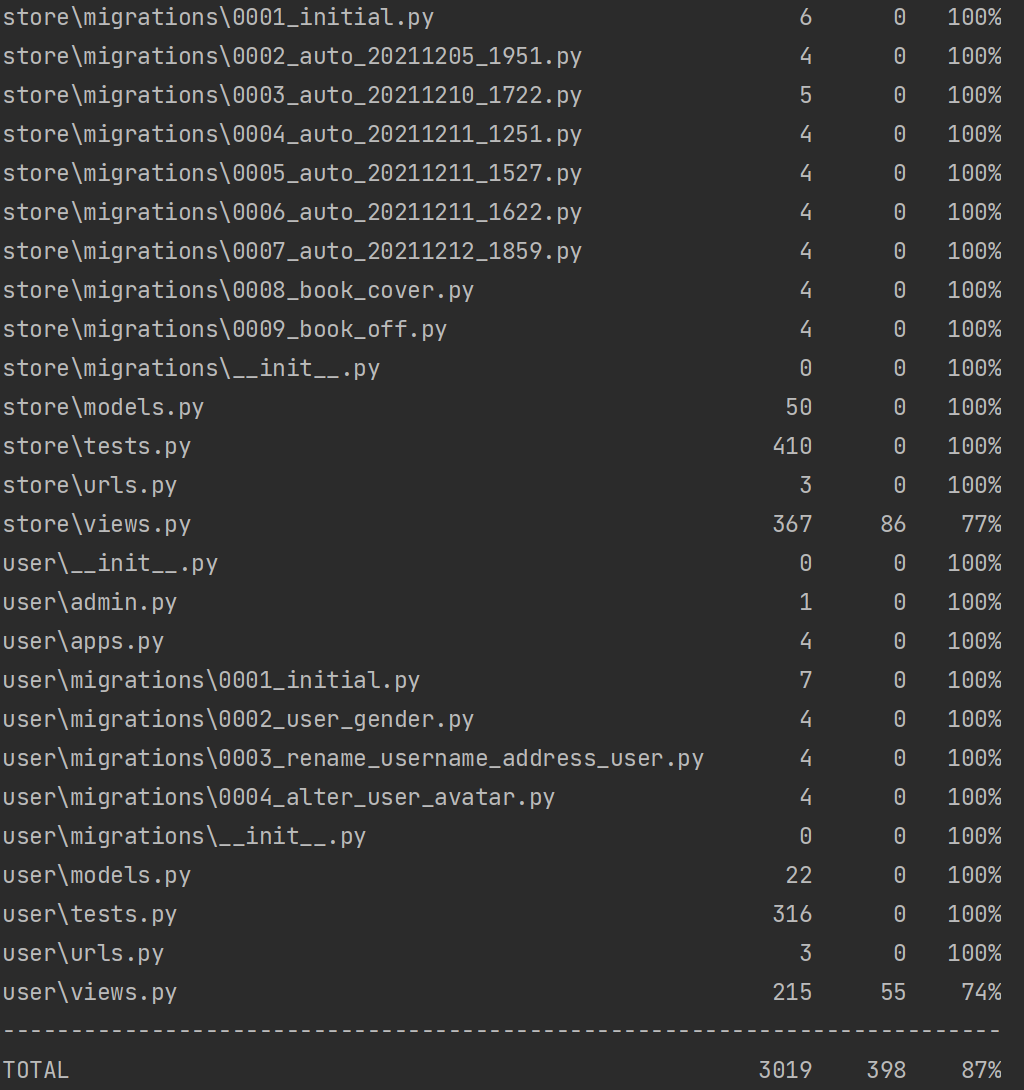 store\migrations\0001_initial.py 6 0 100%
store\migrations\0002_auto_20211205_1951.py 4 0 100%
store\migrations\0003_auto_20211210_1722.py 5 0 100%
store\migrations\0004_auto_20211211_1251.py 4 0 100%
store\migrations\0005_auto_20211211_1527.py 4 0 100%
store\migrations\0006_auto_20211211_1622.py 4 0 100%
store\migrations\0007_auto_20211212_1859.py 4 0 100%
store\migrations\0008_book_cover.py 4 0 100%
store\migrations\0009_book_off.py 4 0 100%
store\migrations\__init__.py 0 0 100%
store\models.py 50 0 100%
store\tests.py 410 0 100%
store\urls.py 3 0 100%
store\views.py 367 86 77%
user\__init__.py 0 0 100%
user\admin.py 1 0 100%
user\apps.py 4 0 100%
user\migrations\0001_initial.py 7 0 100%
user\migrations\0002_user_gender.py 4 0 100%
user\migrations\0003_rename_username_address_user.py 4 0 100%
user\migrations\0004_alter_user_avatar.py 4 0 100%
user\migrations\__init__.py 0 0 100%
user\models.py 22 0 100%
user\tests.py 316 0 100%
user\urls.py 3 0 100%
user\views.py 215 55 74%
--------------------------------------------------------------------------
TOTAL 3019 398 87%